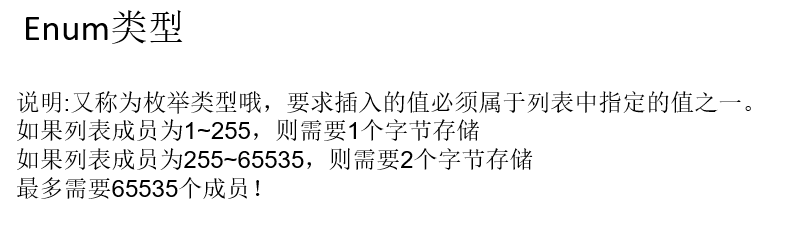 Enum类型
说明:又称为枚举类型哦，要求插入的值必须属于列表中指定的值之一。
如果列表成员为1~255，则需要1个字节存储
如果列表成员为255~65535，则需要2个字节存储
最多需要65535个成员！